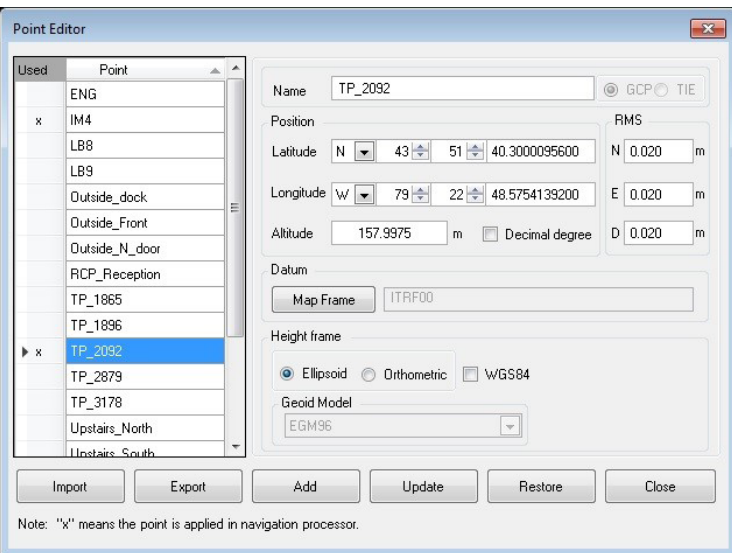 Point Editor
Used Point
ENG
x IM4
LB8
LB9
Outside_dock
Outside_Front
Outside_N_door
RCP_Reception
TP_1865
TP_1896
x TP_2092
TP_2879
TP_3178
Upstairs_North
Upstairs_South
Name TP_2092 GCP TIE
Position RMS
Latitude N 43 51 40.3000095600 N 0.020 m
Longitude W 79 22 48.5754139200 E 0.020 m
Altitude 157.9975 m Decimal degree D 0.020 m
Datum
Map Frame ITRF00
Height frame
Ellipsoid Orthometric WGS84
Geoid Model
EGM96
Import Export Add Update Restore Close
Note: "x" means the point is applied in navigation processor.